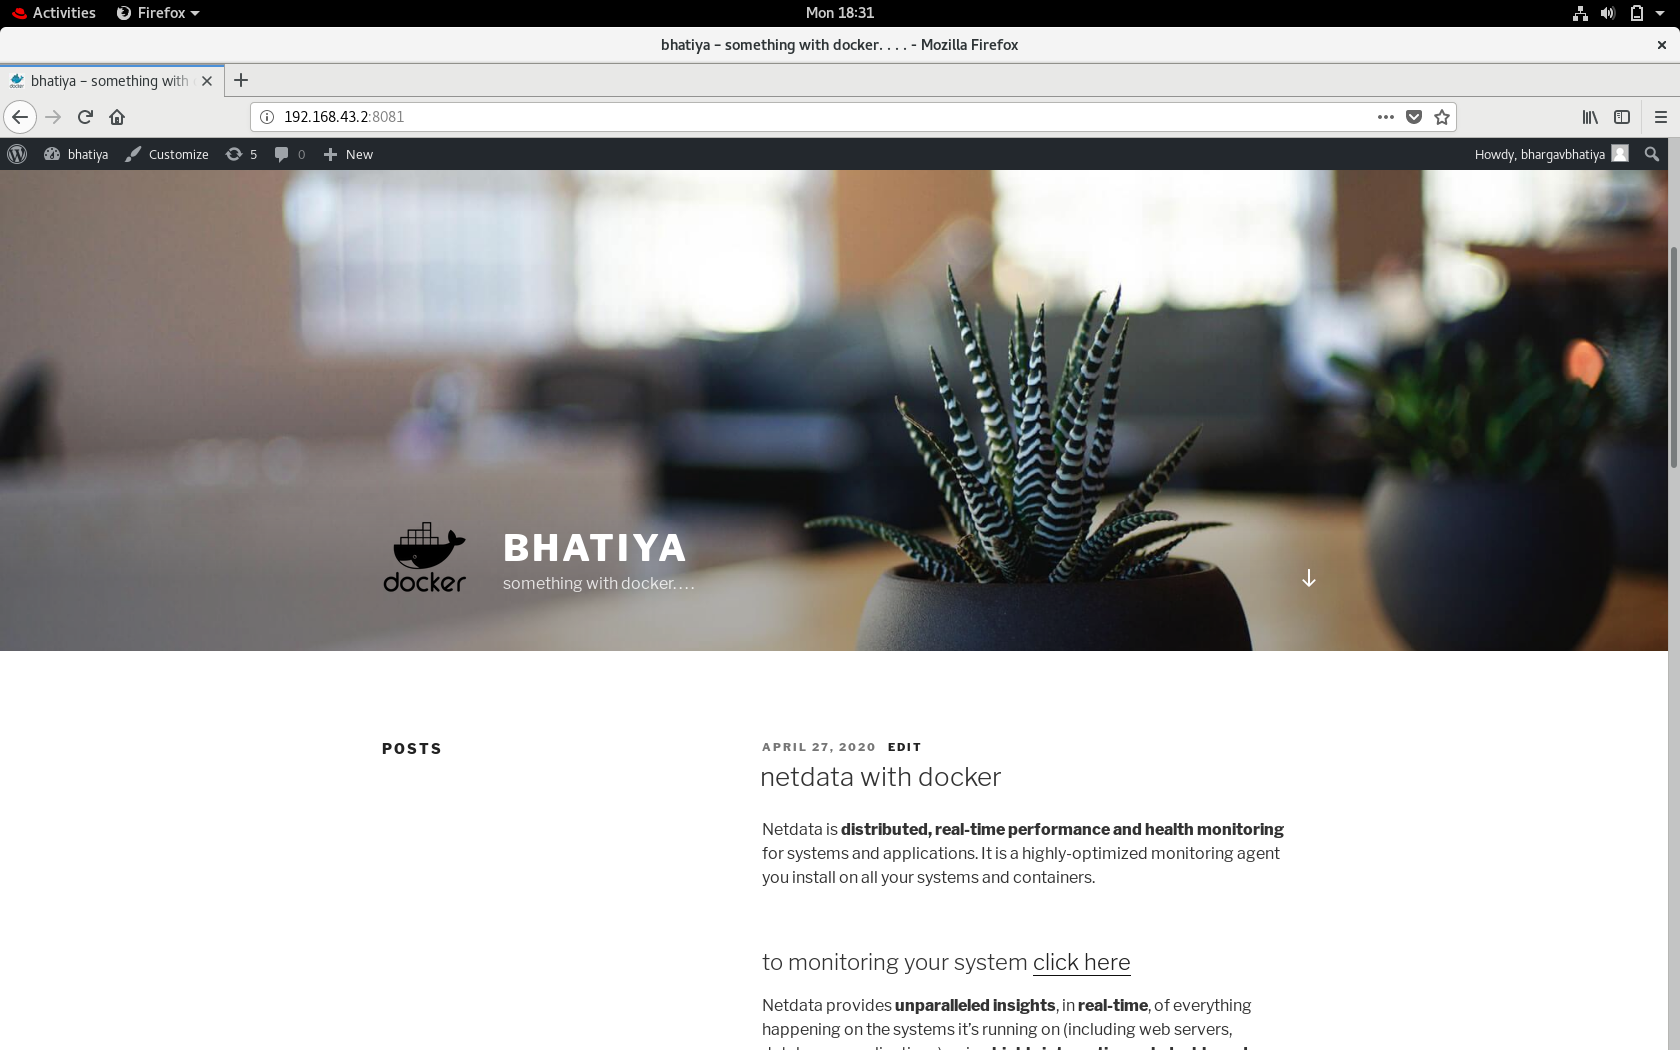 Activities
Firefox
Mon 18:31
bhatiya – something with docker. . . . - Mozilla Firefox
bhatiya – something with
192.168.43.2:8081
bhatiya
Customize
5
0
New
Howdy, bhargavbhatiya
docker
BHATIYA
something with docker. . . .
POSTS
APRIL 27, 2020 EDIT
netdata with docker
Netdata is distributed, real-time performance and health monitoring
for systems and applications. It is a highly-optimized monitoring agent
you install on all your systems and containers.
to monitoring your system click here
Netdata provides unparalleled insights, in real-time, of everything
happening on the systems it’s running on (including web servers,